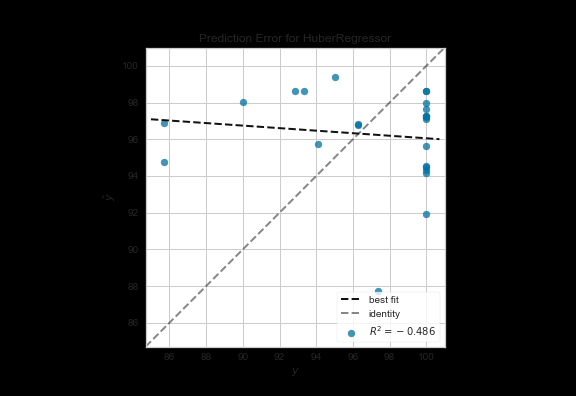 Prediction Error for HuberRegressor
100
98
96
94
92
90
88
86
ŷ
86
88
90
92
94
96
98
100
y
best fit
identity
R² = −0.486